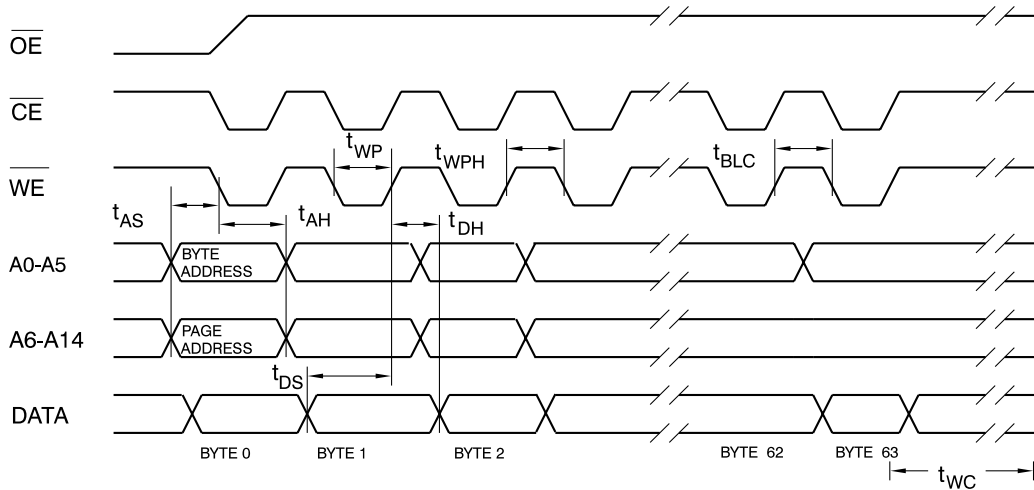 OE
CE
tWP
tWPH
tBLC
WE
tAS
tAH
tDH
A0-A5
BYTE
ADDRESS
A6-A14
PAGE
ADDRESS
tDS
DATA
BYTE 0
BYTE 1
BYTE 2
BYTE 62
BYTE 63
tWC